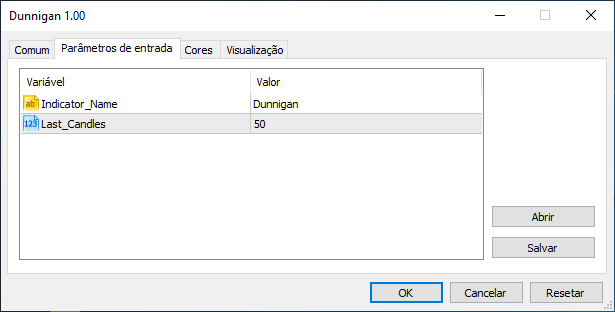 Dunnigan 1.00
Comum Parâmetros de entrada Cores Visualização
Variável Valor
ab Indicator_Name Dunnigan
123 Last_Candles 50
Abrir
Salvar
OK Cancelar Resetar